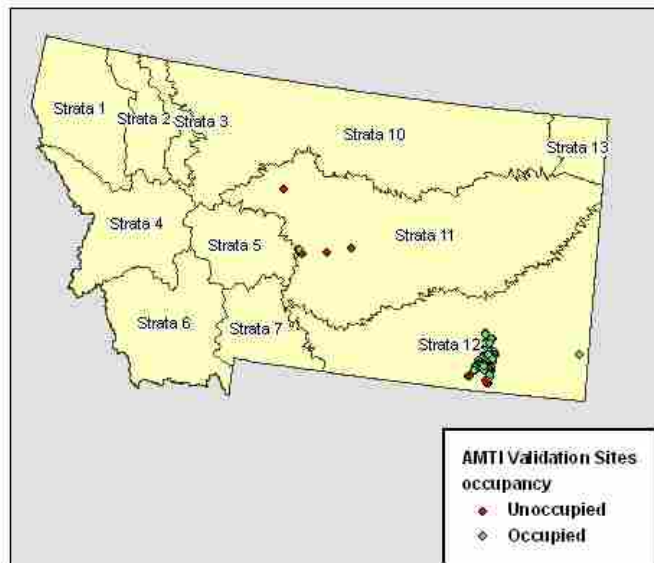 Strata 1
Strata 2
Strata 3
Strata 10
Strata 13
Strata 4
Strata 5
Strata 11
Strata 6
Strata 7
Strata 12
AMTI Validation Sites
occupancy
Unoccupied
Occupied